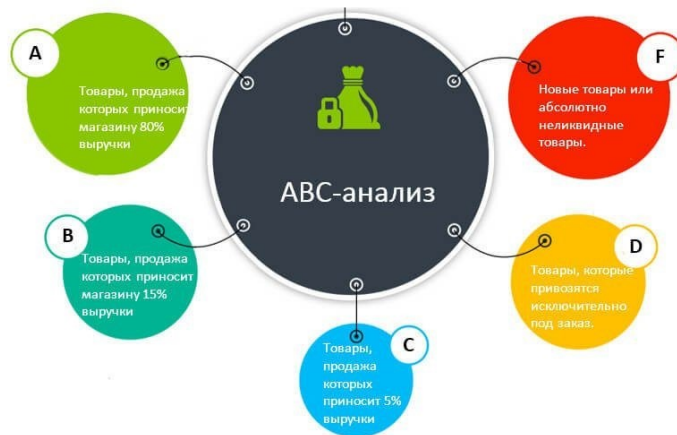 A
Товары, продажа
которых приносит
магазину 80%
выручки
B
Товары, продажа
которых приносит
магазину 15%
выручки
АВС-анализ
C
Товары,
продажа
которых
приносит 5%
выручки
F
Новые товары или
абсолютно
неликвидные
товары.
D
Товары, которые
привозятся
исключительно
под заказ.